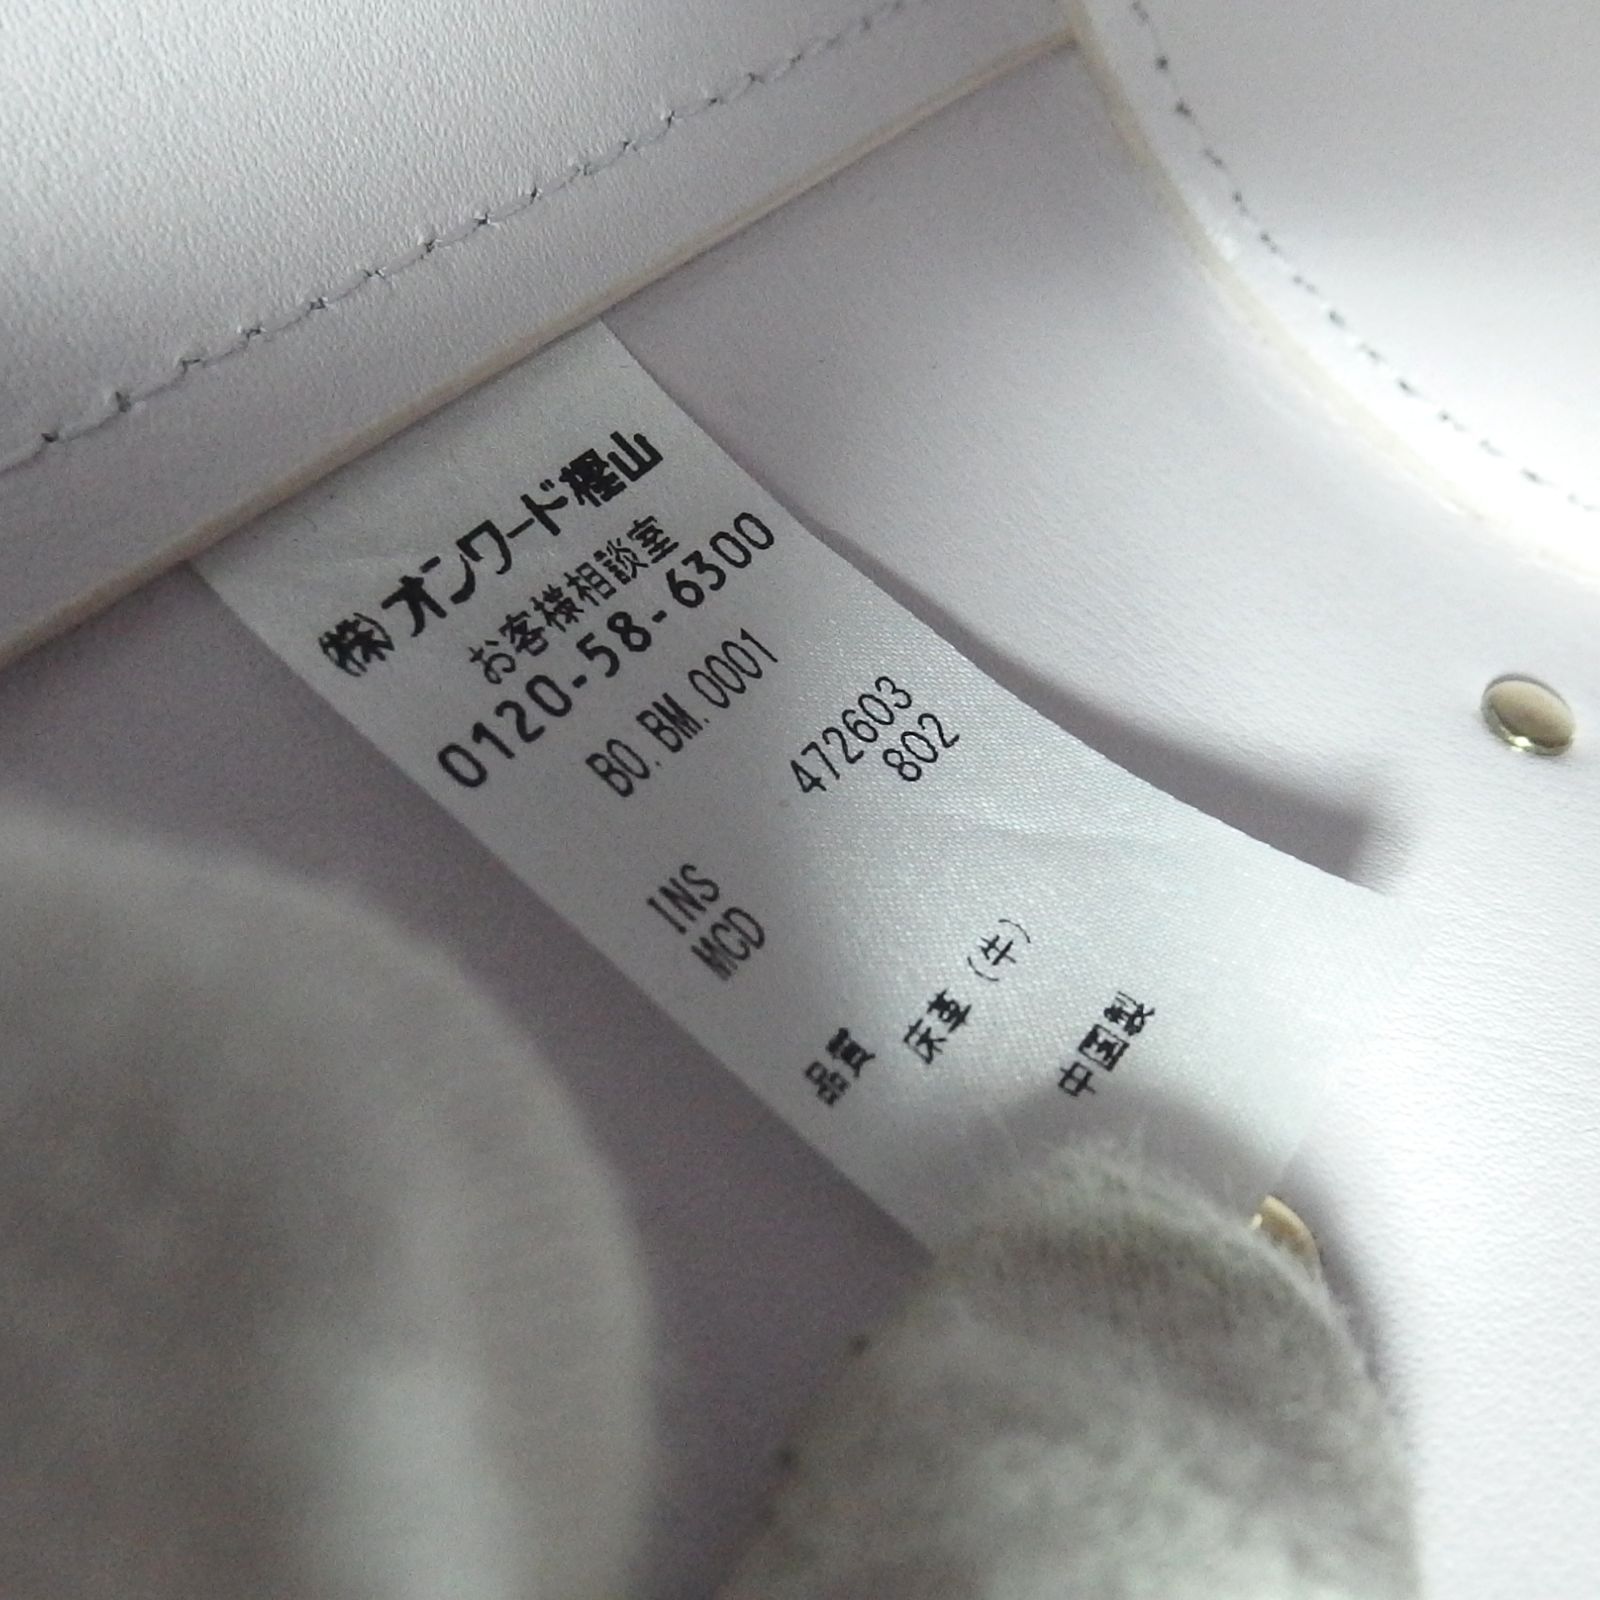 (株)オンワード樫山
お客様相談室
0120-58-6300
BO.BM.0001
472603
802
INS
MCD
品質 床革(牛)
中国製